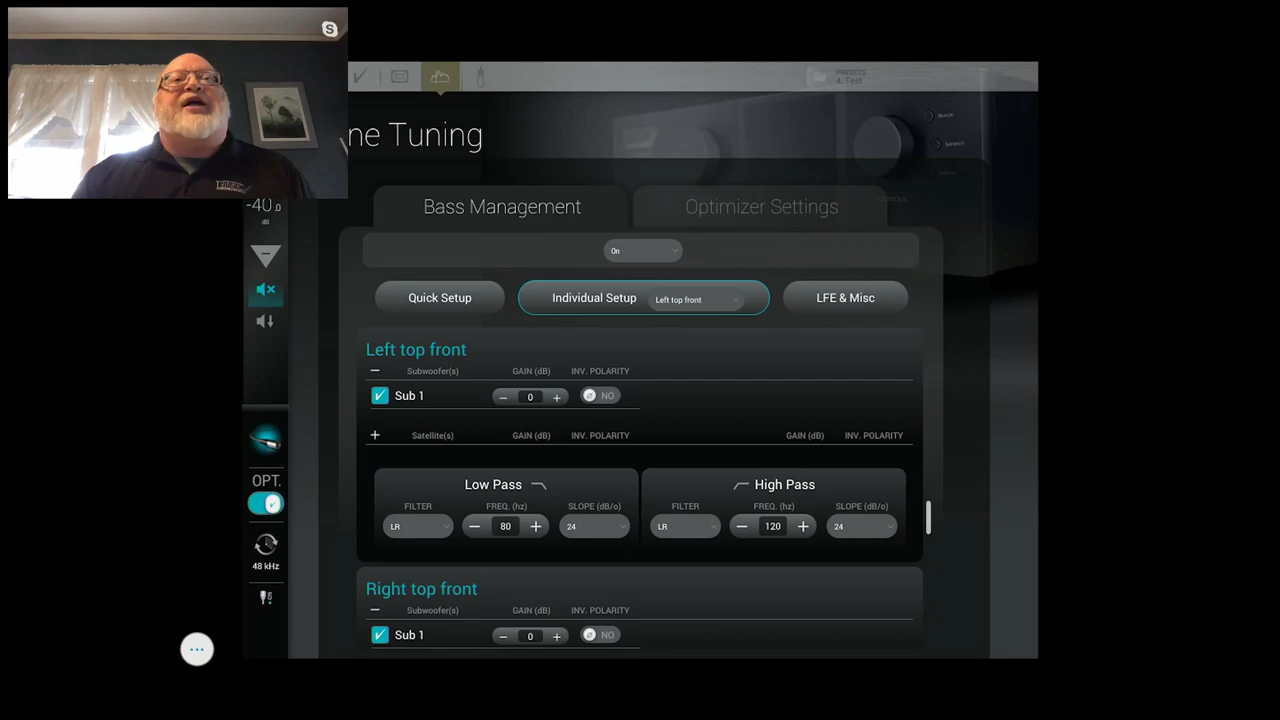 PRESETS
4. Test
ne Tuning
-40.0
dB
Bass Management
Optimizer Settings
On
Quick Setup
Individual Setup
Left top front
LFE & Misc
Left top front
Subwoofer(s) GAIN (dB) INV. POLARITY
Sub 1 − 0 + NO
Satellite(s) GAIN (dB) INV. POLARITY GAIN (dB) INV. POLARITY
Low Pass
High Pass
FILTER FREQ. (hz) SLOPE (dB/o) FILTER FREQ. (hz) SLOPE (dB/o)
LR − 80 + 24 LR − 120 + 24
OPT.
48 kHz
Right top front
Subwoofer(s) GAIN (dB) INV. POLARITY
Sub 1 − 0 + NO